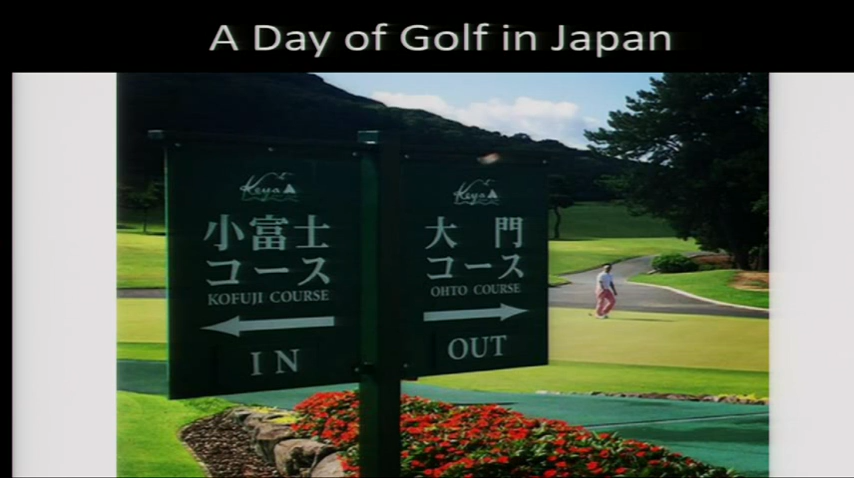 A Day of Golf in Japan
Keya
小富士
コース
KOFUJI COURSE
IN
Keya
大門
コース
OHTO COURSE
OUT